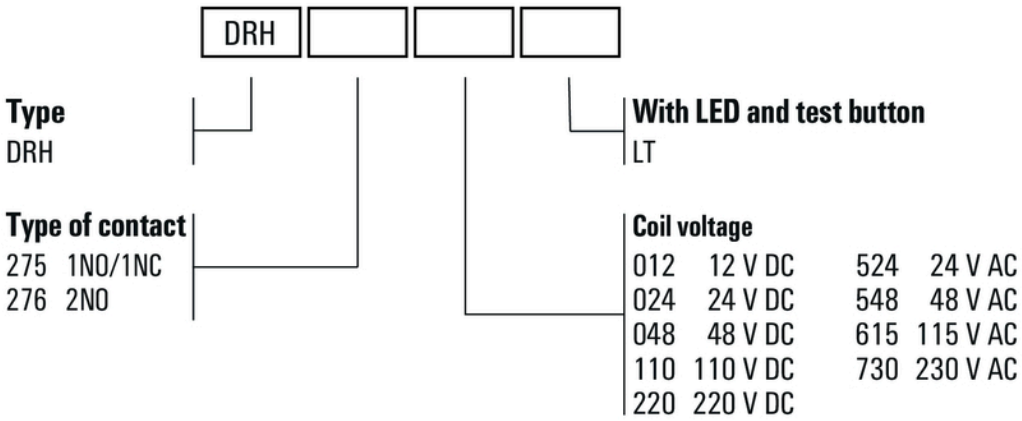 DRH
Type
DRH
With LED and test button
LT
Type of contact
275 1NO/1NC
276 2NO
Coil voltage
012 12 V DC 524 24 V AC
024 24 V DC 548 48 V AC
048 48 V DC 615 115 V AC
110 110 V DC 730 230 V AC
220 220 V DC